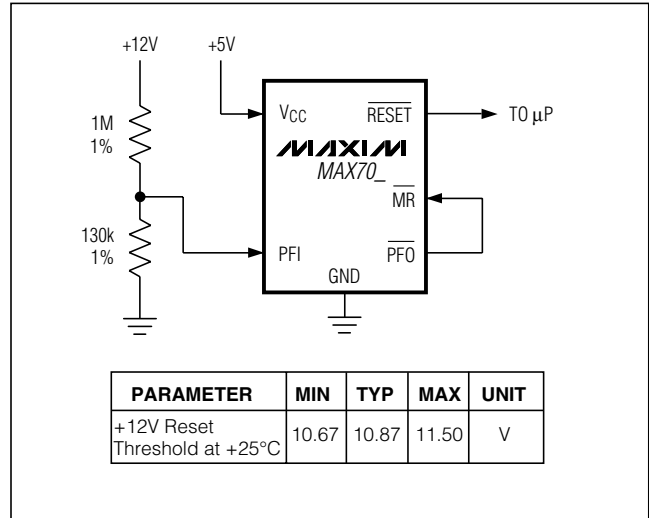 +12V +5V
1M
1%
130k
1%
VCC RESET
TO μP
MAXIM
MAX70_
MR
PFI PFO
GND
PARAMETER MIN TYP MAX UNIT
+12V Reset
Threshold at +25°C 10.67 10.87 11.50 V